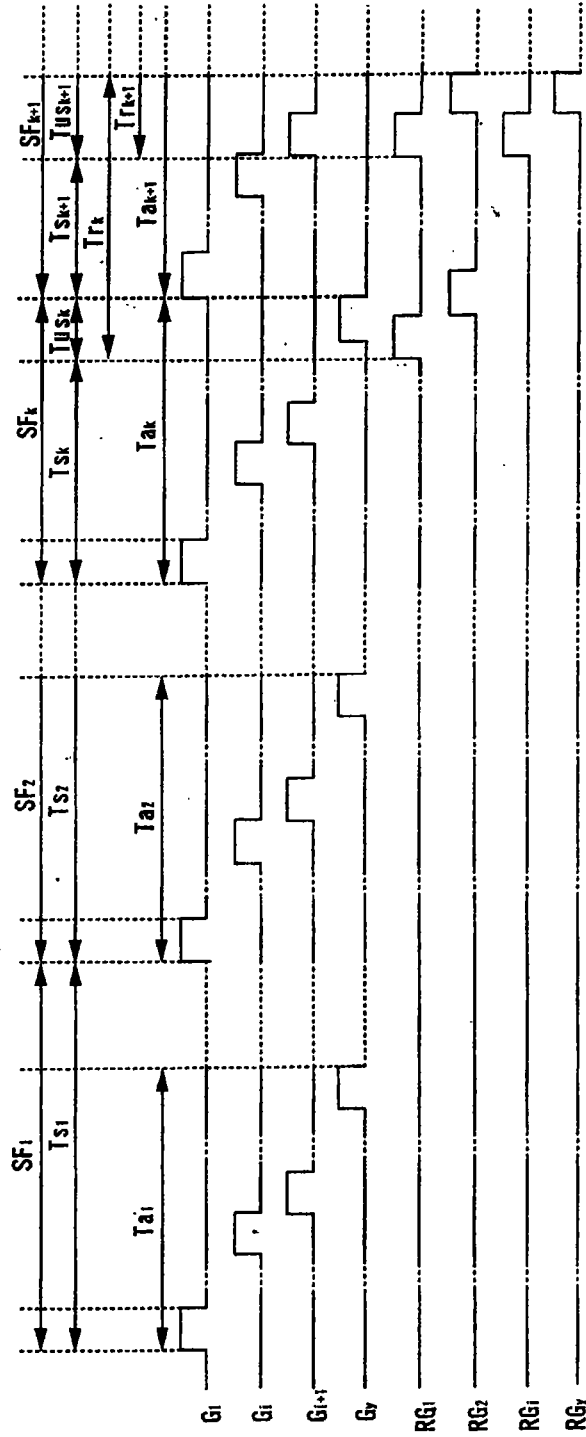 SF1 SF2 SFk SFk+1
Ts1 Ts2 Tsk Tusk Tsk+1 Tusk+1
Trk
Trk+1
Ta1 Ta2 Tak Tak+1
G1
Gi
Gi+1
Gy
RG1
RG2
RGi
RGy